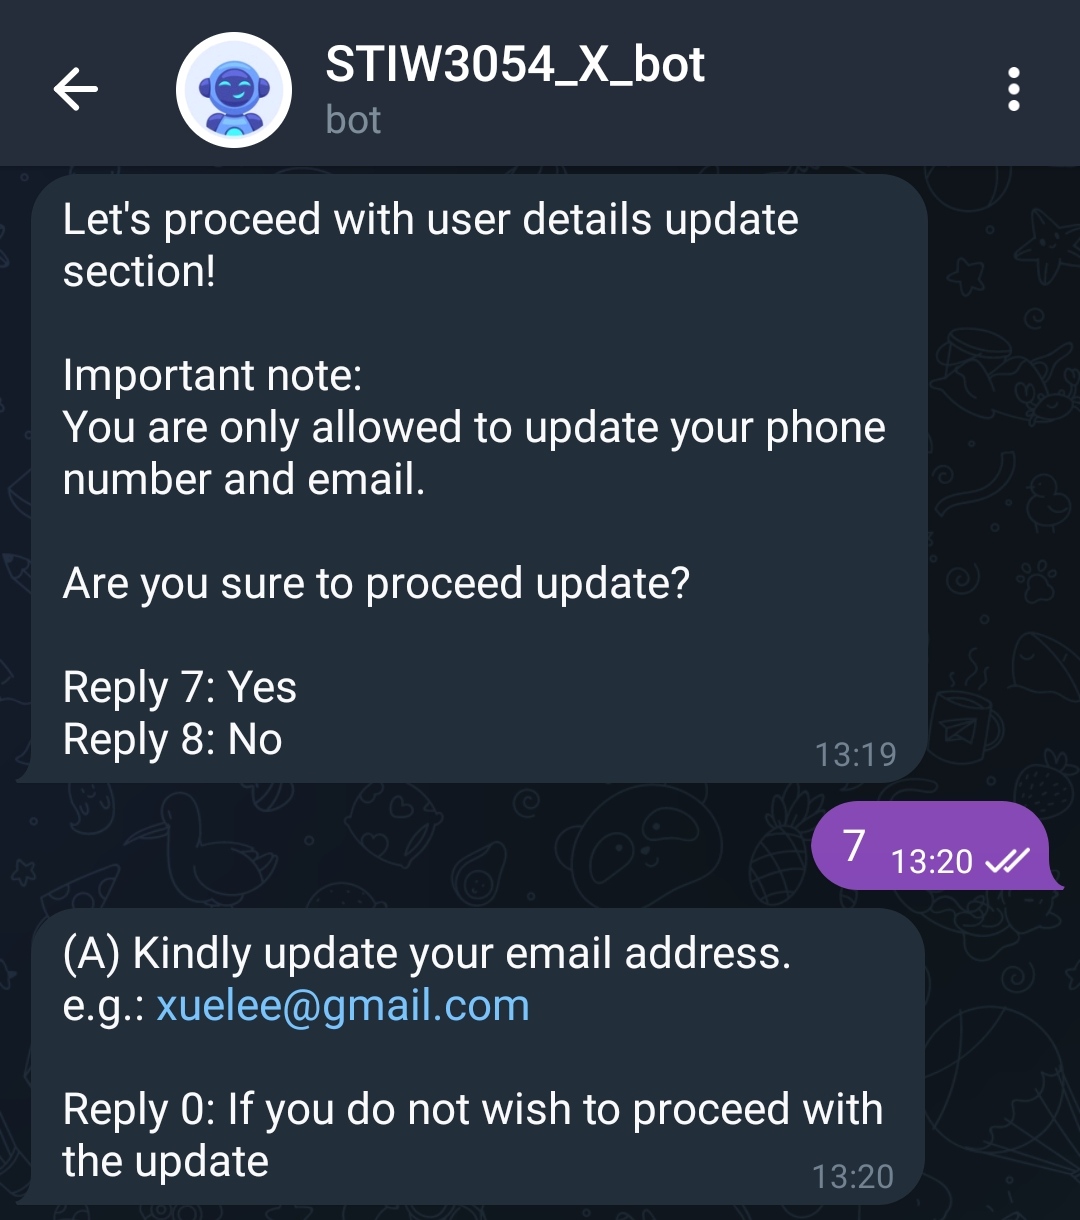 STIW3054_X_bot
bot
Let's proceed with user details update
section!
Important note:
You are only allowed to update your phone
number and email.
Are you sure to proceed update?
Reply 7: Yes
Reply 8: No
13:19
7 13:20
(A) Kindly update your email address.
e.g.: xuelee@gmail.com
Reply 0: If you do not wish to proceed with
the update
13:20